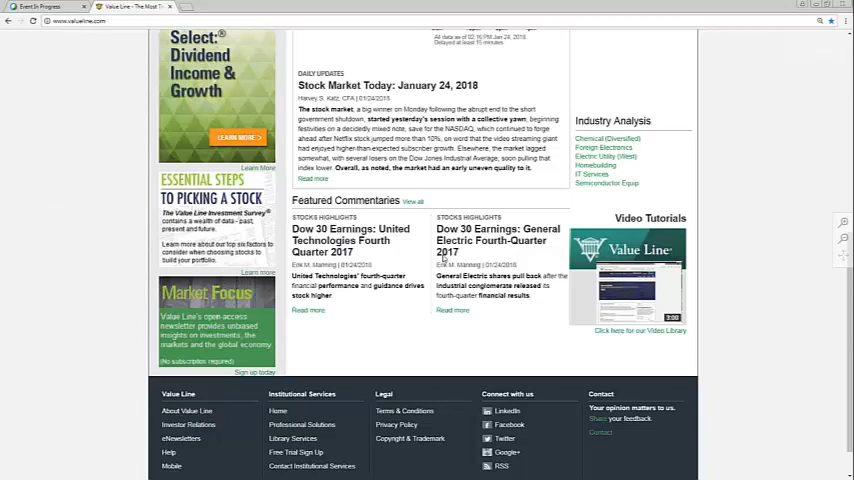 Event In Progress
Value Line - The Most T
www.valueline.com
Select:®
Dividend
Income &
Growth
LEARN MORE >
Learn More
ESSENTIAL STEPS
TO PICKING A STOCK
The Value Line Investment Survey®
contains a wealth of data - past,
present and future.
Learn more about our top six factors to
consider when choosing stocks to
build your portfolio.
Learn more
Market Focus
Value Line's open-access
newsletter provides unbiased
insights on investments, the
markets and the global economy
(No subscription required)
Sign up today
All data as of 02:16 PM Jan 24, 2018.
Delayed at least 15 minutes.
DAILY UPDATES
Stock Market Today: January 24, 2018
Harvey S. Katz, CFA | 01/24/2018
The stock market, a big winner on Monday following the abrupt end to the short
government shutdown, started yesterday's session with a collective yawn, beginning
festivities on a decidedly mixed note, save for the NASDAQ, which continued to forge
ahead after Netflix stock jumped more than 10%, on word that the video streaming giant
had enjoyed higher-than-expected subscriber growth. Elsewhere, the market lagged
somewhat, with several losers on the Dow Jones Industrial Average, soon pulling that
index lower. Overall, as noted, the market had an early uneven quality to it.
Read more
Featured Commentaries View all
STOCKS HIGHLIGHTS
Dow 30 Earnings: United
Technologies Fourth
Quarter 2017
Erik M. Manning | 01/24/2018
United Technologies' fourth-quarter
financial performance and guidance drives
stock higher
Read more
STOCKS HIGHLIGHTS
Dow 30 Earnings: General
Electric Fourth-Quarter
2017
Erik M. Manning | 01/24/2018
General Electric shares pull back after the
industrial conglomerate released its
fourth-quarter financial results.
Read more
Industry Analysis
Chemical (Diversified)
Foreign Electronics
Electric Utility (West)
Homebuilding
IT Services
Semiconductor Equip
Video Tutorials
Value Line®
3:00
Click here for our Video Library
Value Line
About Value Line
Investor Relations
eNewsletters
Help
Mobile
Institutional Services
Home
Professional Solutions
Library Services
Free Trial Sign Up
Contact Institutional Services
Legal
Terms & Conditions
Privacy Policy
Copyright & Trademark
Connect with us
LinkedIn
Facebook
Twitter
Google+
RSS
Contact
Your opinion matters to us.
Share your feedback.
Contact